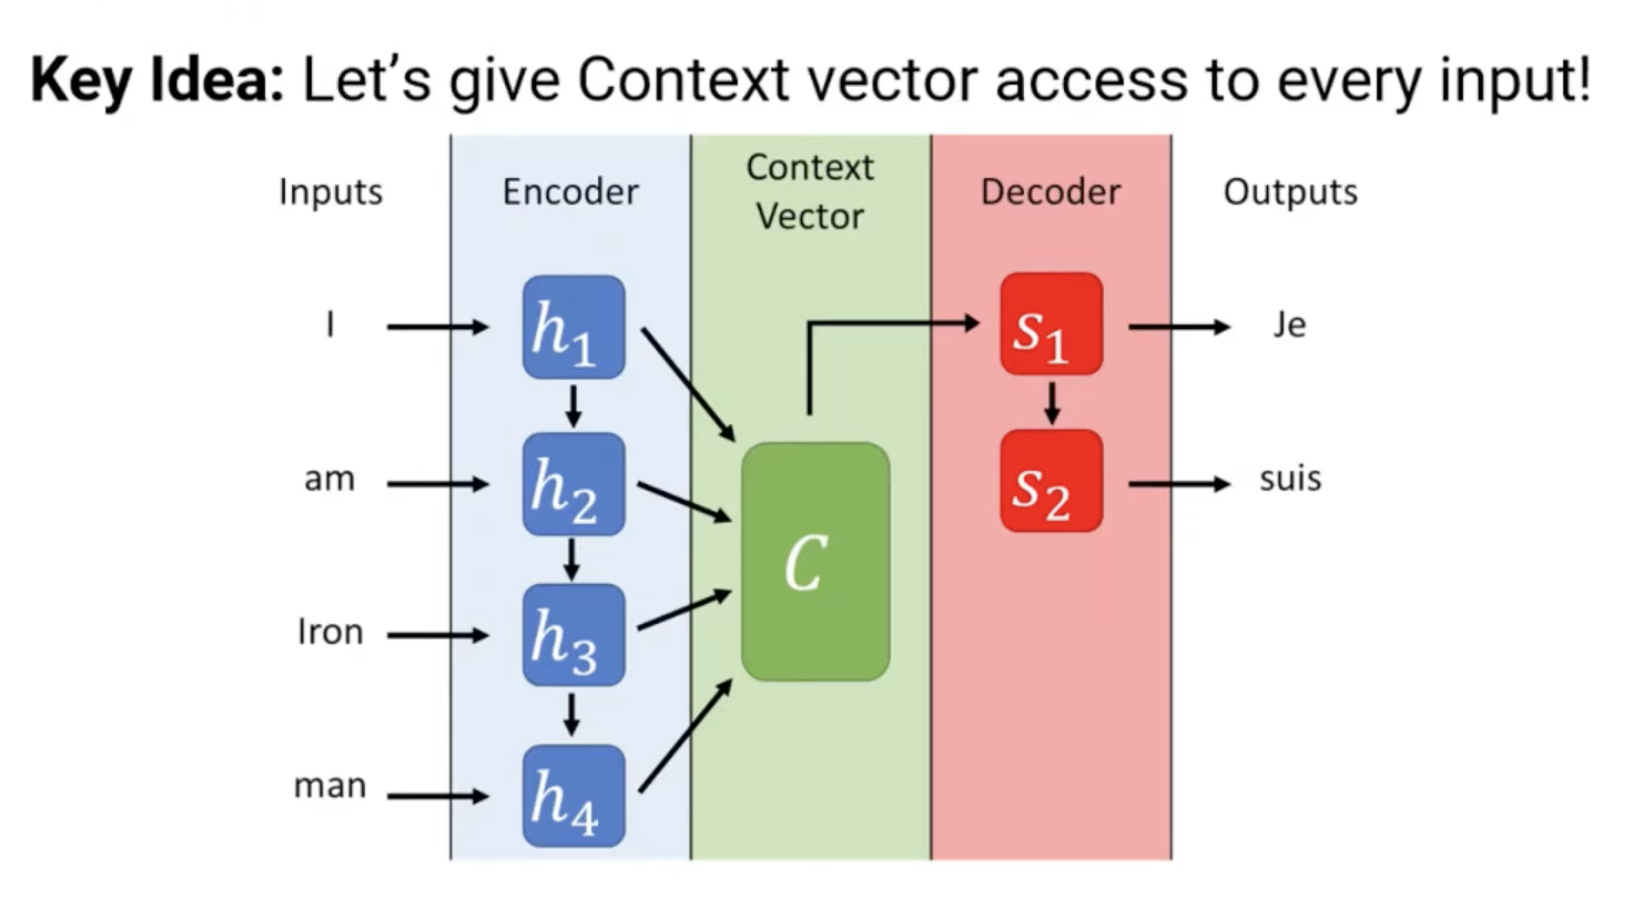 Key Idea: Let's give Context vector access to every input!
Inputs
Encoder
Context
Vector
Decoder
Outputs
I
h1
s1
Je
am
h2
s2
suis
C
Iron
h3
man
h4